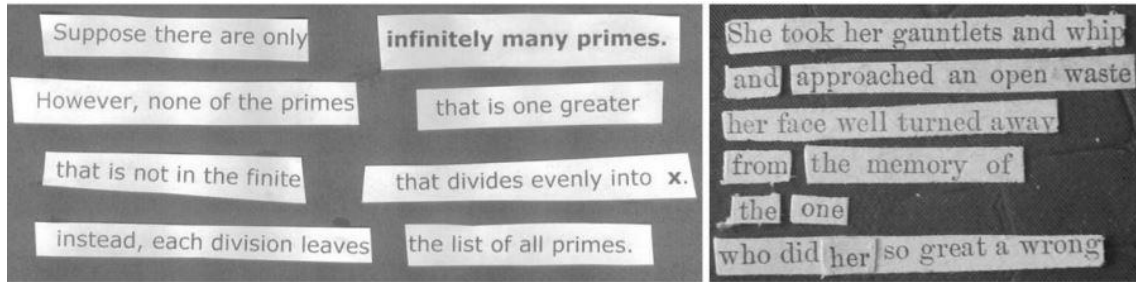 Suppose there are only
infinitely many primes.
However, none of the primes
that is one greater
that is not in the finite
that divides evenly into x.
instead, each division leaves
the list of all primes.
She took her gauntlets and whip
and approached an open waste
her face well turned away
from the memory of
the one
who did her so great a wrong